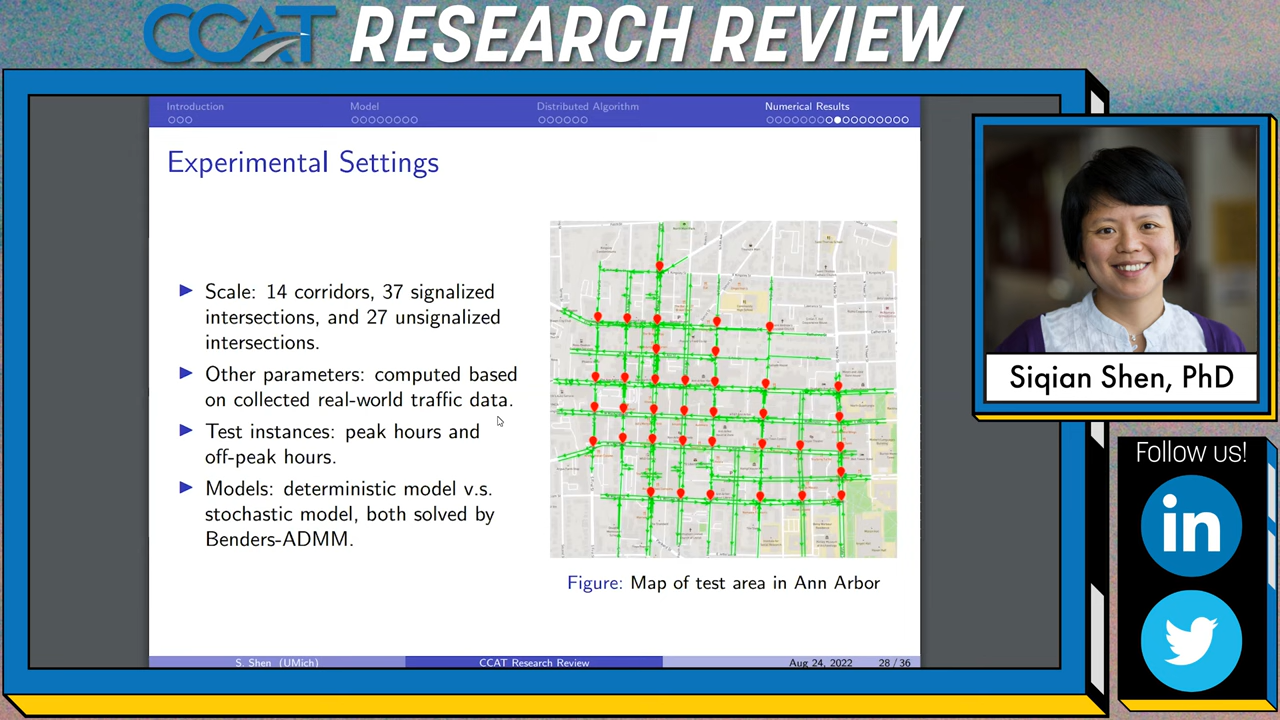 CCAT RESEARCH REVIEW
Introduction
Model
Distributed Algorithm
Numerical Results
Experimental Settings
Scale: 14 corridors, 37 signalized
intersections, and 27 unsignalized
intersections.
Other parameters: computed based
on collected real-world traffic data.
Test instances: peak hours and
off-peak hours.
Models: deterministic model v.s.
stochastic model, both solved by
Benders-ADMM.
Figure: Map of test area in Ann Arbor
S. Shen (UMich)
CCAT Research Review
Aug 24, 2022
28 / 36
Siqian Shen, PhD
Follow us!
in